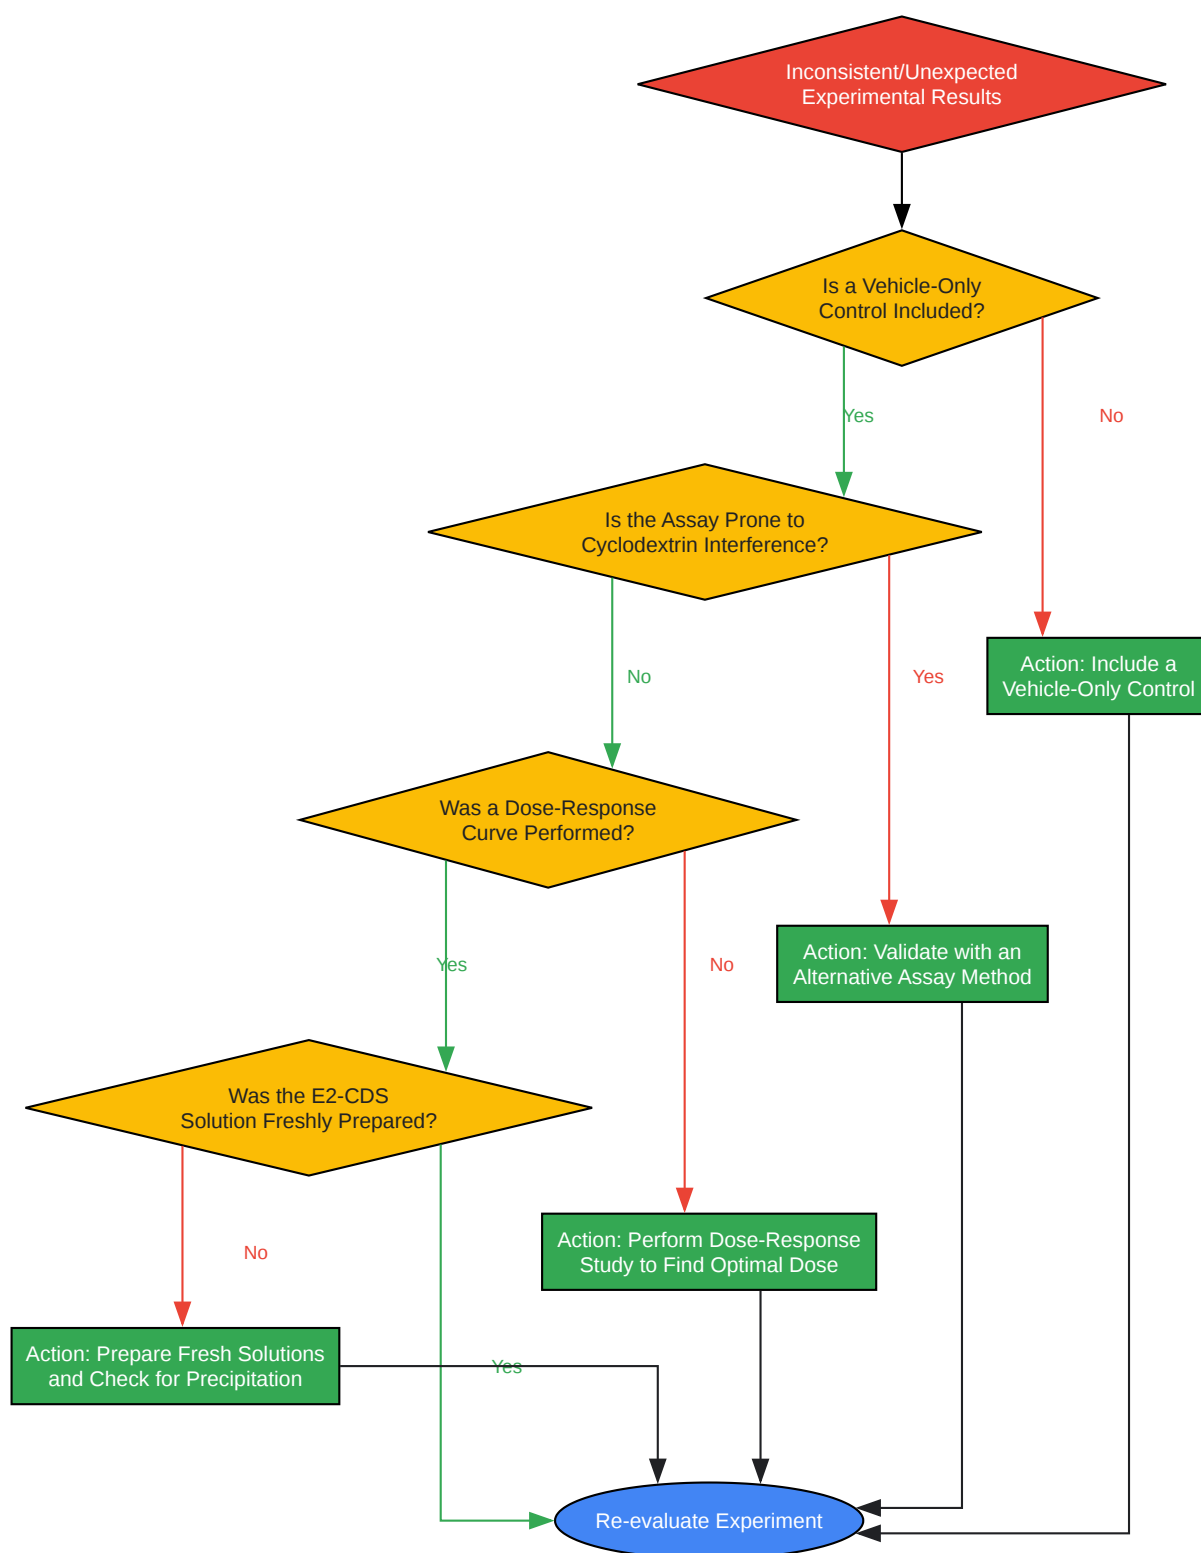 Inconsistent/Unexpected
Experimental Results
Is a Vehicle-Only
Control Included?
Yes
No
Is the Assay Prone to
Cyclodextrin Interference?
No
Yes
Action: Include a
Vehicle-Only Control
Was a Dose-Response
Curve Performed?
Yes
No
Action: Validate with an
Alternative Assay Method
Was the E2-CDS
Solution Freshly Prepared?
No
Action: Perform Dose-Response
Study to Find Optimal Dose
Action: Prepare Fresh Solutions
and Check for Precipitation
Yes
Re-evaluate Experiment